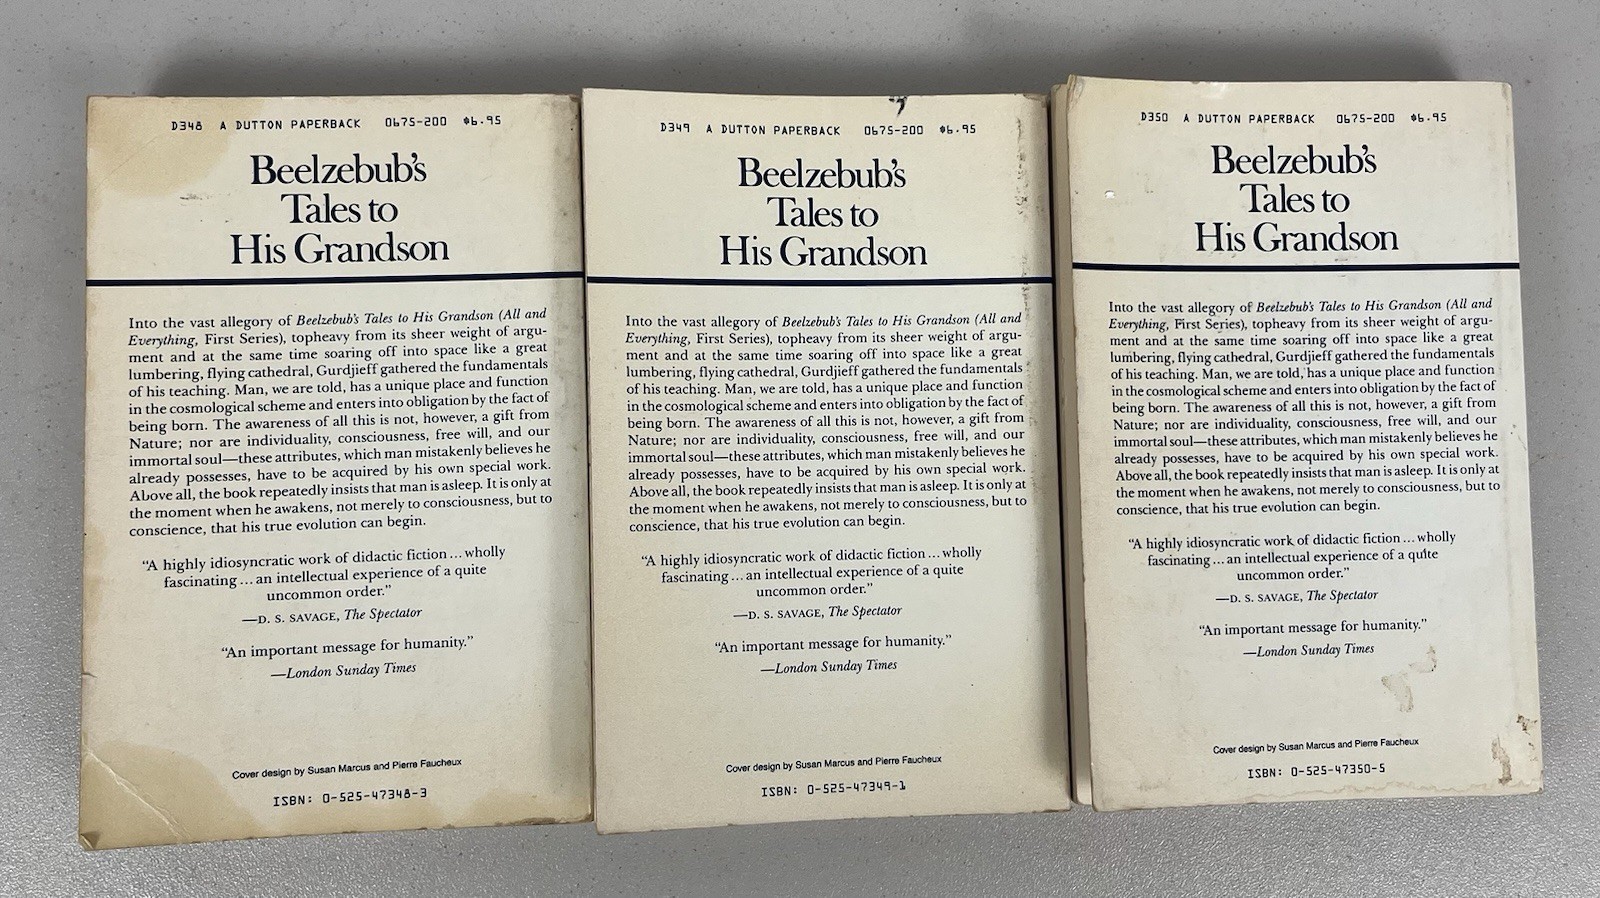 D348 A DUTTON PAPERBACK 0675-200 $6.95
Beelzebub's
Tales to
His Grandson
Into the vast allegory of Beelzebub's Tales to His Grandson (All and
Everything, First Series), topheavy from its sheer weight of argu-
ment and at the same time soaring off into space like a great
lumbering, flying cathedral, Gurdjieff gathered the fundamentals
of his teaching. Man, we are told, has a unique place and function
in the cosmological scheme and enters into obligation by the fact of
being born. The awareness of all this is not, however, a gift from
Nature; nor are individuality, consciousness, free will, and our
immortal soul—these attributes, which man mistakenly believes he
already possesses, have to be acquired by his own special work.
Above all, the book repeatedly insists that man is asleep. It is only at
the moment when he awakens, not merely to consciousness, but to
conscience, that his true evolution can begin.
"A highly idiosyncratic work of didactic fiction... wholly
fascinating... an intellectual experience of a quite
uncommon order."
—D. S. SAVAGE, The Spectator
"An important message for humanity."
—London Sunday Times
Cover design by Susan Marcus and Pierre Faucheux
ISBN: 0-525-47348-3
D349 A DUTTON PAPERBACK 0675-200 $6.95
Beelzebub's
Tales to
His Grandson
Into the vast allegory of Beelzebub's Tales to His Grandson (All and
Everything, First Series), topheavy from its sheer weight of argu-
ment and at the same time soaring off into space like a great
lumbering, flying cathedral, Gurdjieff gathered the fundamentals
of his teaching. Man, we are told, has a unique place and function
in the cosmological scheme and enters into obligation by the fact of
being born. The awareness of all this is not, however, a gift from
Nature; nor are individuality, consciousness, free will, and our
immortal soul—these attributes, which man mistakenly believes he
already possesses, have to be acquired by his own special work.
Above all, the book repeatedly insists that man is asleep. It is only at
the moment when he awakens, not merely to consciousness, but to
conscience, that his true evolution can begin.
"A highly idiosyncratic work of didactic fiction... wholly
fascinating... an intellectual experience of a quite
uncommon order."
—D. S. SAVAGE, The Spectator
"An important message for humanity."
—London Sunday Times
Cover design by Susan Marcus and Pierre Faucheux
ISBN: 0-525-47349-1
D350 A DUTTON PAPERBACK 0675-200 $6.95
Beelzebub's
Tales to
His Grandson
Into the vast allegory of Beelzebub's Tales to His Grandson (All and
Everything, First Series), topheavy from its sheer weight of argu-
ment and at the same time soaring off into space like a great
lumbering, flying cathedral, Gurdjieff gathered the fundamentals
of his teaching. Man, we are told, has a unique place and function
in the cosmological scheme and enters into obligation by the fact of
being born. The awareness of all this is not, however, a gift from
Nature; nor are individuality, consciousness, free will, and our
immortal soul—these attributes, which man mistakenly believes he
already possesses, have to be acquired by his own special work.
Above all, the book repeatedly insists that man is asleep. It is only at
the moment when he awakens, not merely to consciousness, but to
conscience, that his true evolution can begin.
"A highly idiosyncratic work of didactic fiction... wholly
fascinating... an intellectual experience of a quite
uncommon order."
—D. S. SAVAGE, The Spectator
"An important message for humanity."
—London Sunday Times
Cover design by Susan Marcus and Pierre Faucheux
ISBN: 0-525-47350-5